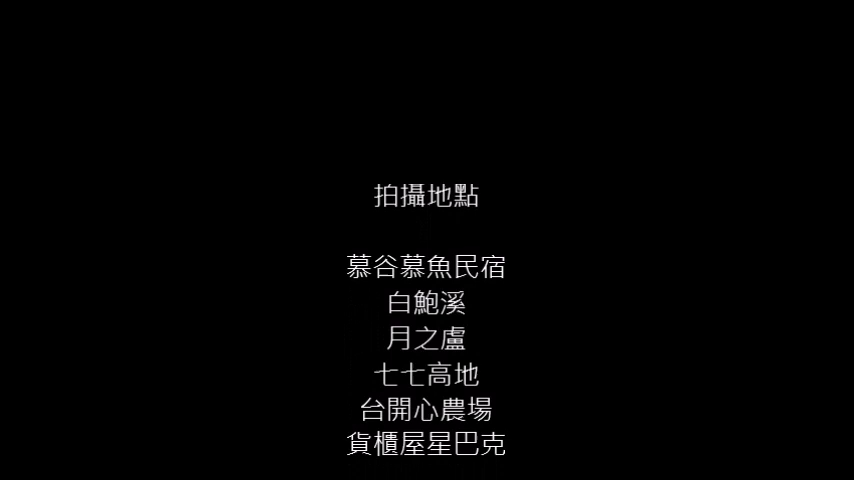 拍攝地點
慕谷慕魚民宿
白鮑溪
月之盧
七七高地
台開心農場
貨櫃屋星巴克